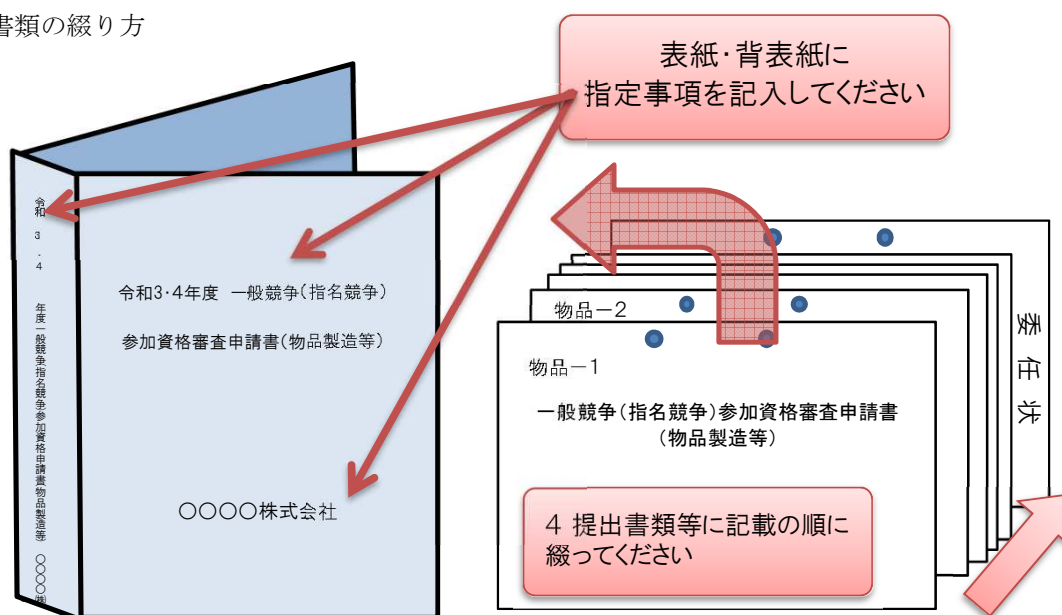 書類の綴り方
表紙・背表紙に
指定事項を記入してください
令和 3・4 年度一般競争指名競争参加資格申請書物品製造等 〇〇〇〇㈱
令和3・4年度 一般競争(指名競争)
参加資格審査申請書(物品製造等)
〇〇〇〇株式会社
委任状
物品－2
物品－1
一般競争(指名競争)参加資格審査申請書
(物品製造等)
4 提出書類等に記載の順に
綴ってください